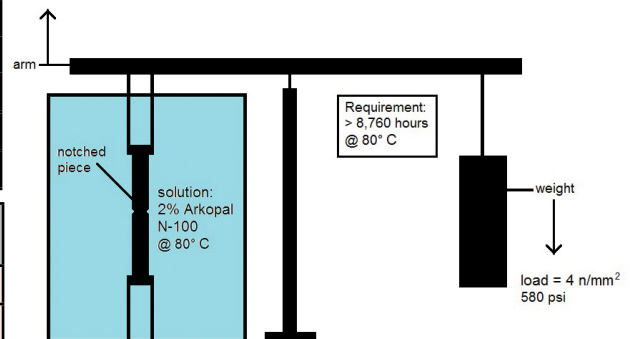 arm
Requirement:
> 8,760 hours
@ 80° C
notched
piece
solution:
2% Arkopal
N-100
@ 80° C
weight
load = 4 n/mm²
580 psi